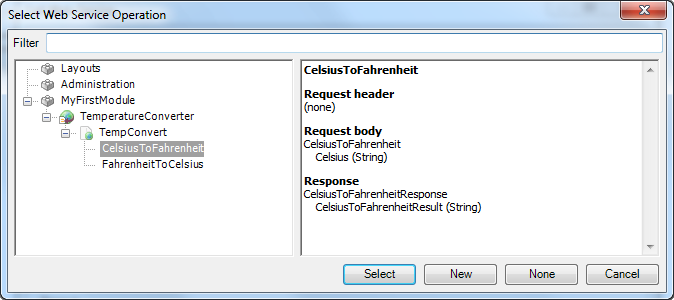 Select Web Service Operation
Filter
Layouts
Administration
MyFirstModule
TemperatureConverter
TempConvert
CelsiusToFahrenheit
FahrenheitToCelsius
CelsiusToFahrenheit
Request header
(none)
Request body
CelsiusToFahrenheit
Celsius (String)
Response
CelsiusToFahrenheitResponse
CelsiusToFahrenheitResult (String)
Select
New
None
Cancel